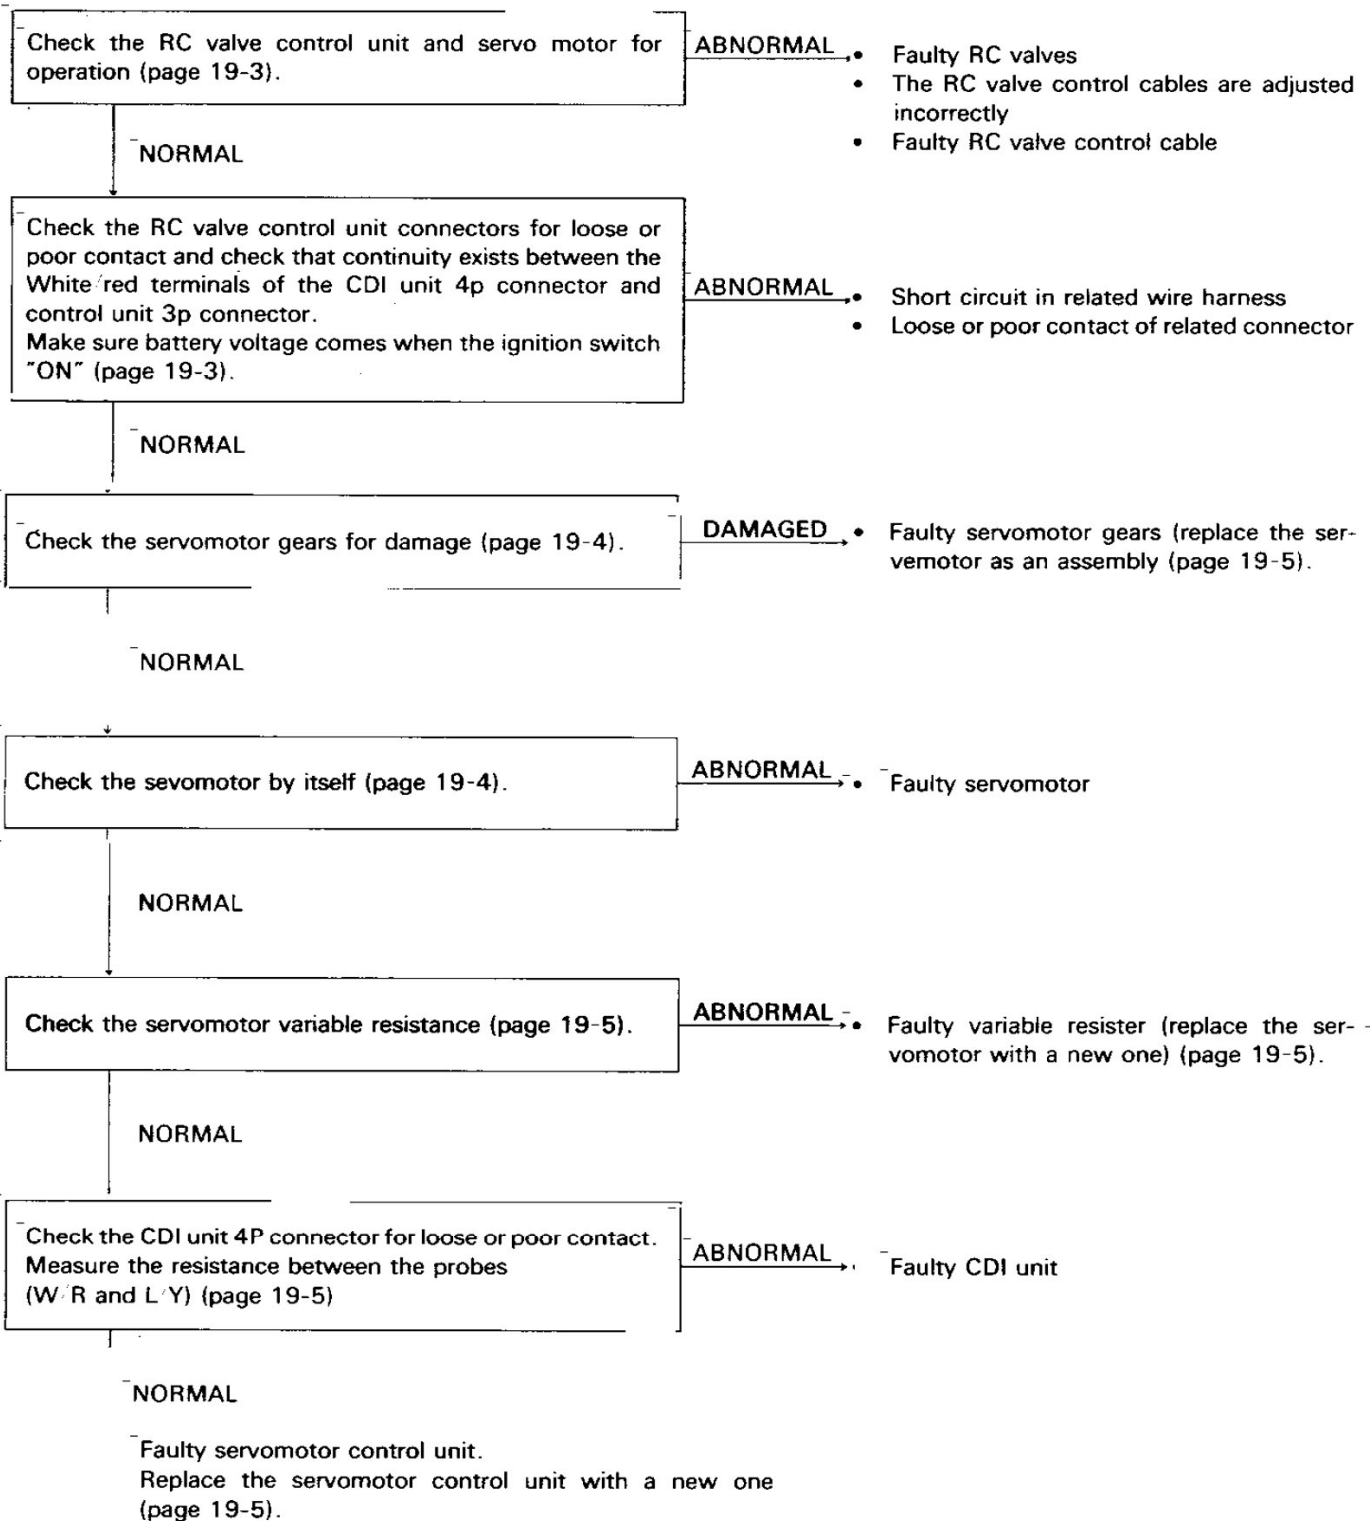 Check the RC valve control unit and servo motor for
operation (page 19-3).
ABNORMAL
• Faulty RC valves
• The RC valve control cables are adjusted
incorrectly
• Faulty RC valve control cable
NORMAL
Check the RC valve control unit connectors for loose or
poor contact and check that continuity exists between the
White/red terminals of the CDI unit 4p connector and
control unit 3p connector.
Make sure battery voltage comes when the ignition switch
"ON" (page 19-3).
ABNORMAL
• Short circuit in related wire harness
• Loose or poor contact of related connector
NORMAL
Check the servomotor gears for damage (page 19-4).
DAMAGED
• Faulty servomotor gears (replace the ser-
vemotor as an assembly (page 19-5).
NORMAL
Check the sevomotor by itself (page 19-4).
ABNORMAL
• Faulty servomotor
NORMAL
Check the servomotor variable resistance (page 19-5).
ABNORMAL
• Faulty variable resister (replace the ser-
vomotor with a new one) (page 19-5).
NORMAL
Check the CDI unit 4P connector for loose or poor contact.
Measure the resistance between the probes
(W/R and L/Y) (page 19-5)
ABNORMAL
• Faulty CDI unit
NORMAL
Faulty servomotor control unit.
Replace the servomotor control unit with a new one
(page 19-5).